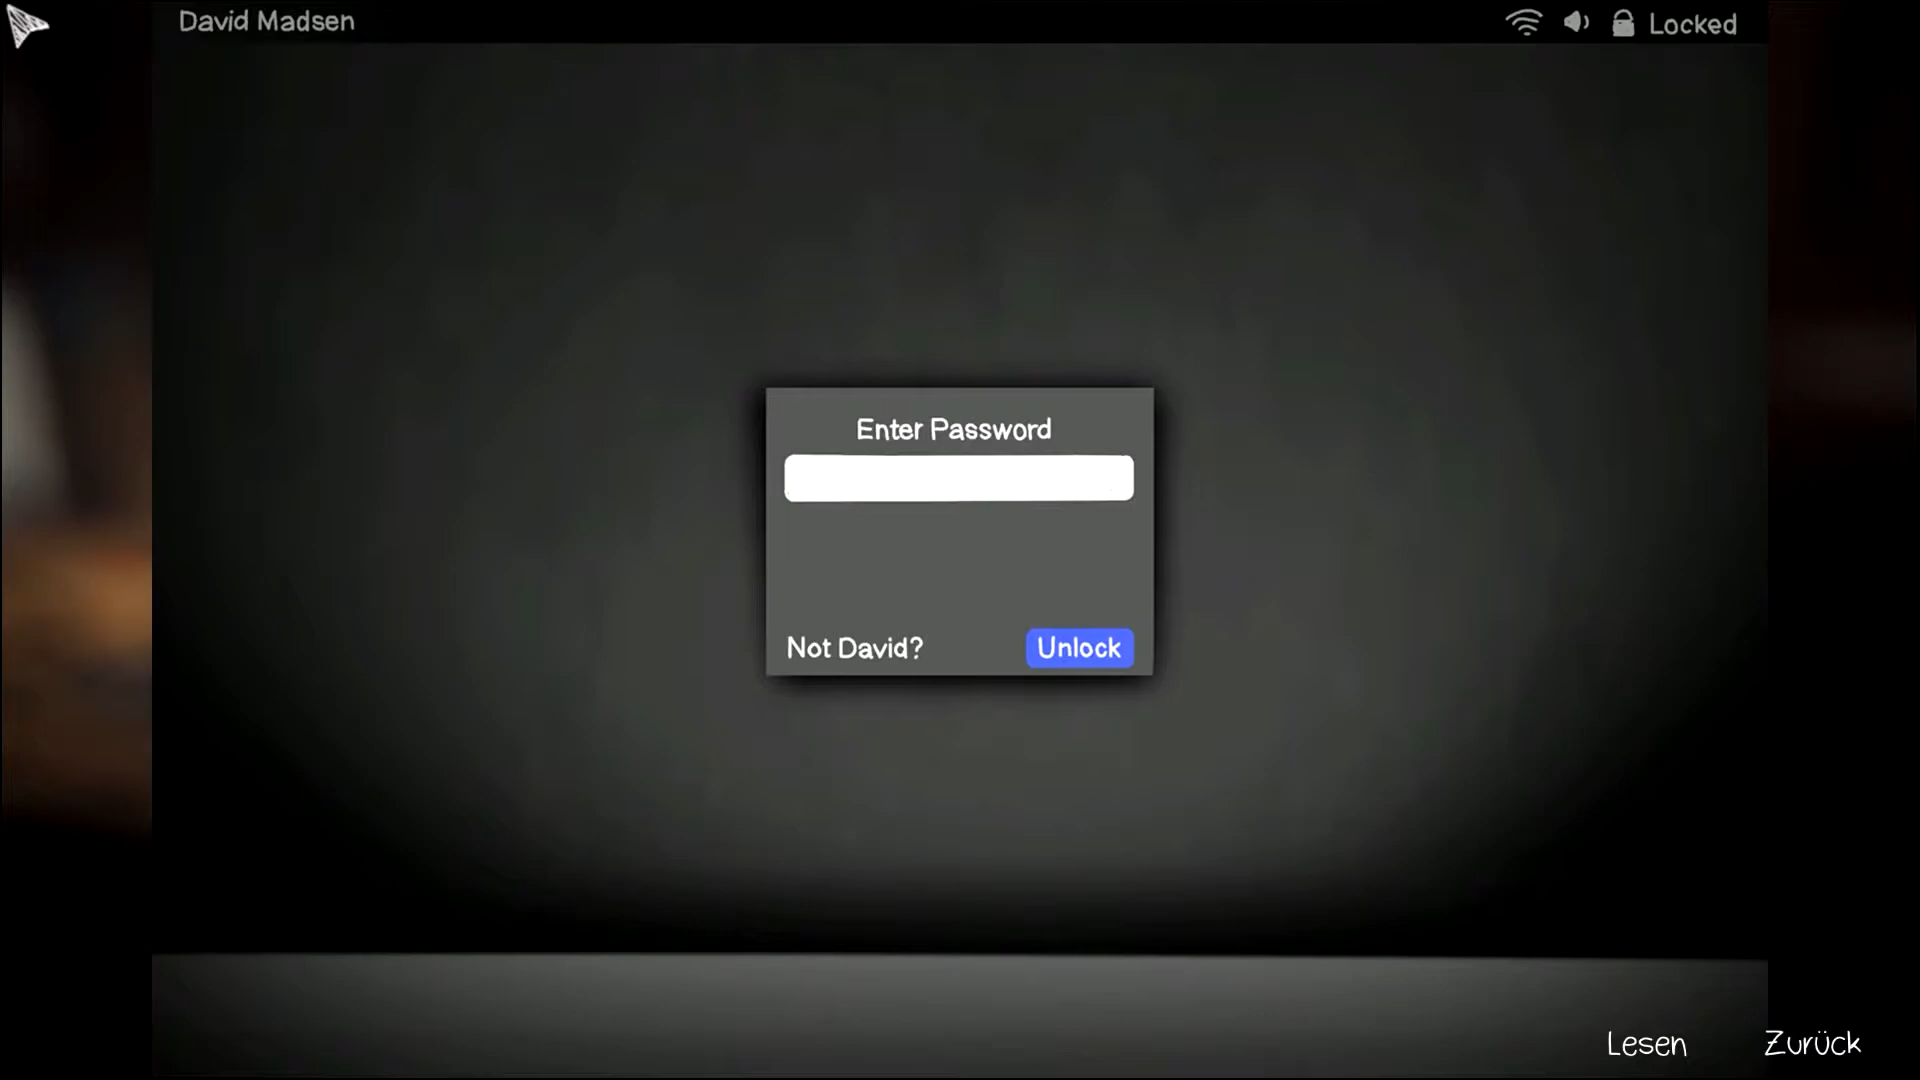 David Madsen
Locked
Enter Password
Not David?
Unlock
Lesen
Zurück